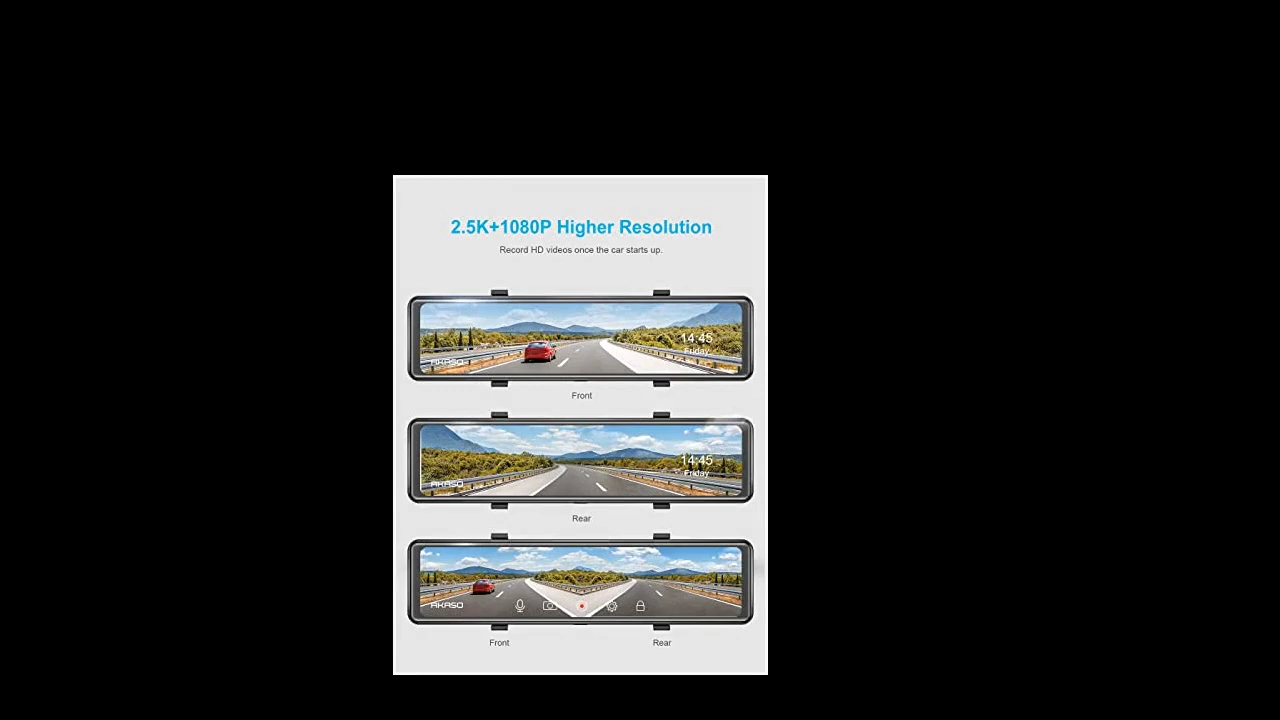 2.5K+1080P Higher Resolution
Record HD videos once the car starts up.
14:45
Friday
AKASO
Front
14:45
Friday
AKASO
Rear
AKASO
Front Rear